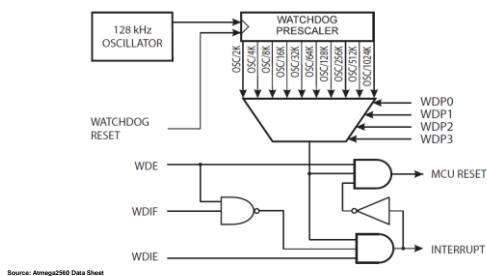 128 kHz
OSCILLATOR
WATCHDOG
PRESCALER
OSC/2K
OSC/4K
OSC/8K
OSC/16K
OSC/32K
OSC/64K
OSC/128K
OSC/256K
OSC/512K
OSC/1024K
WATCHDOG
RESET
WDP0
WDP1
WDP2
WDP3
WDE
MCU RESET
WDIF
WDIE
INTERRUPT
Source: Atmega2560 Data Sheet